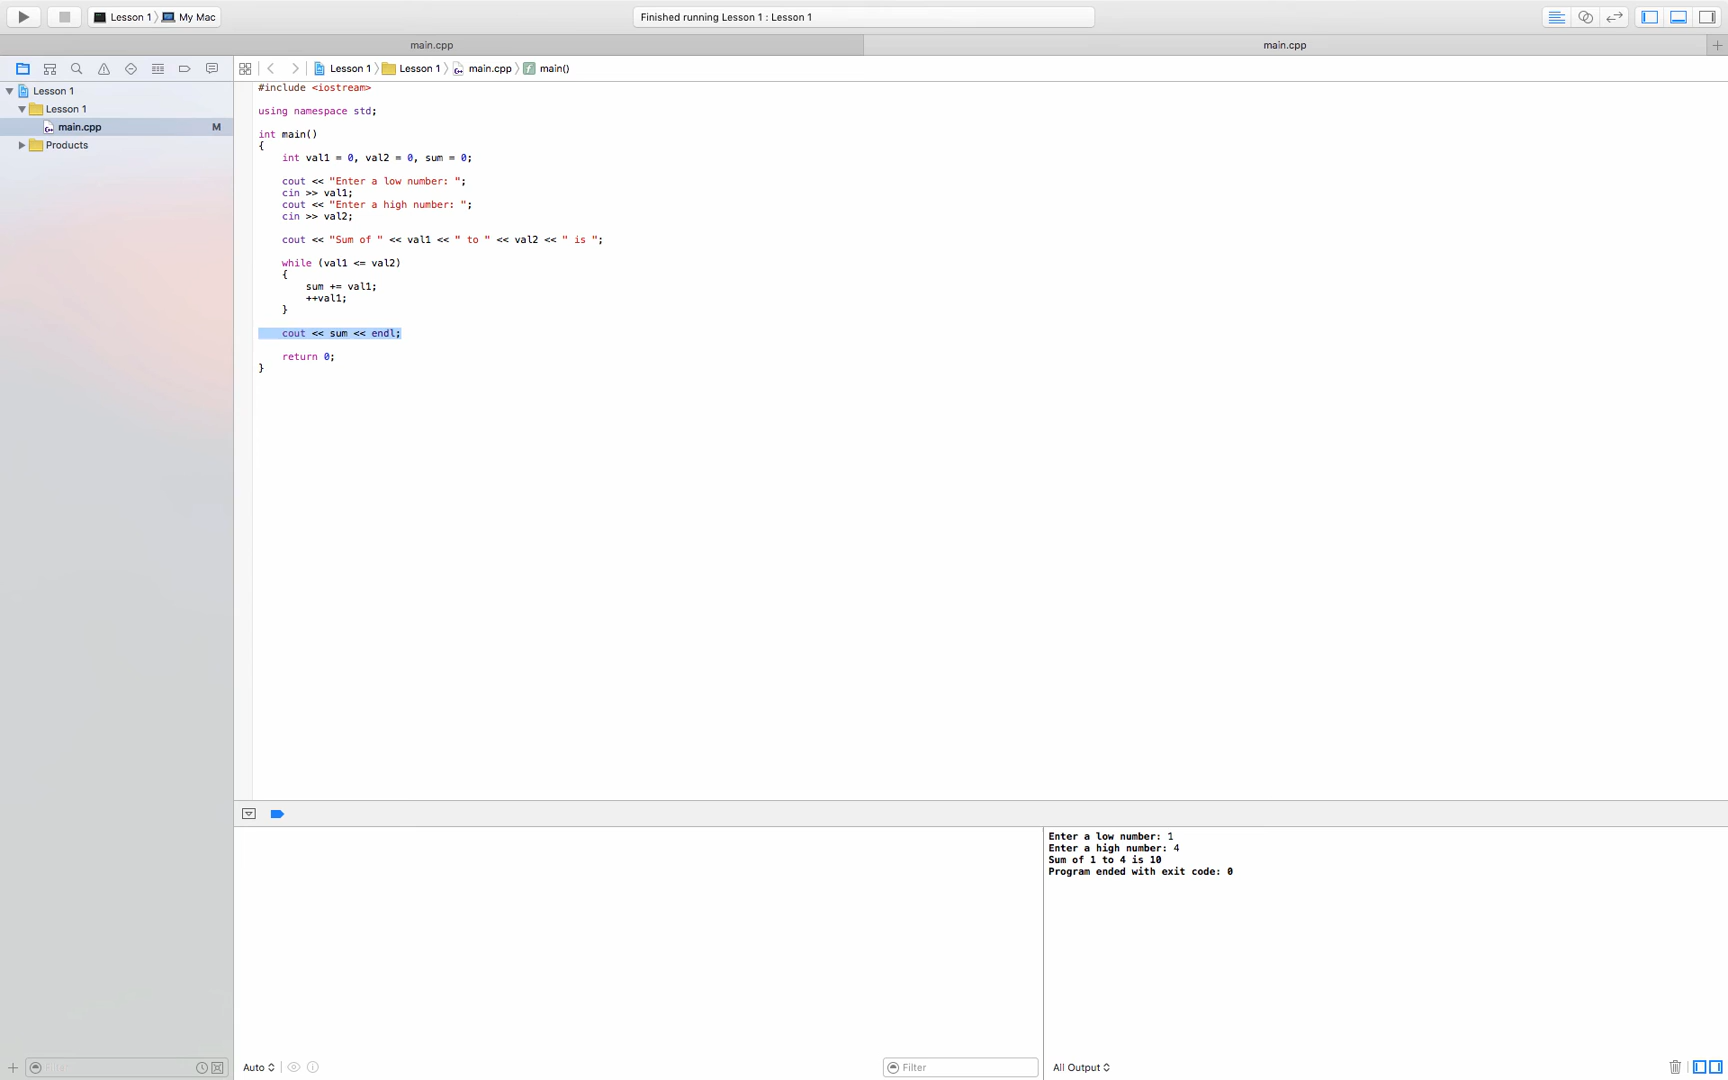 Lesson 1 My Mac
Finished running Lesson 1 : Lesson 1
main.cpp
main.cpp
Lesson 1
Lesson 1
main.cpp M
Products
Lesson 1 Lesson 1 main.cpp main()
#include <iostream>
using namespace std;
int main()
{
int val1 = 0, val2 = 0, sum = 0;
cout << "Enter a low number: ";
cin >> val1;
cout << "Enter a high number: ";
cin >> val2;
cout << "Sum of " << val1 << " to " << val2 << " is ";
while (val1 <= val2)
{
sum += val1;
++val1;
}
cout << sum << endl;
return 0;
}
Enter a low number: 1
Enter a high number: 4
Sum of 1 to 4 is 10
Program ended with exit code: 0
Filter
Auto
Filter
All Output